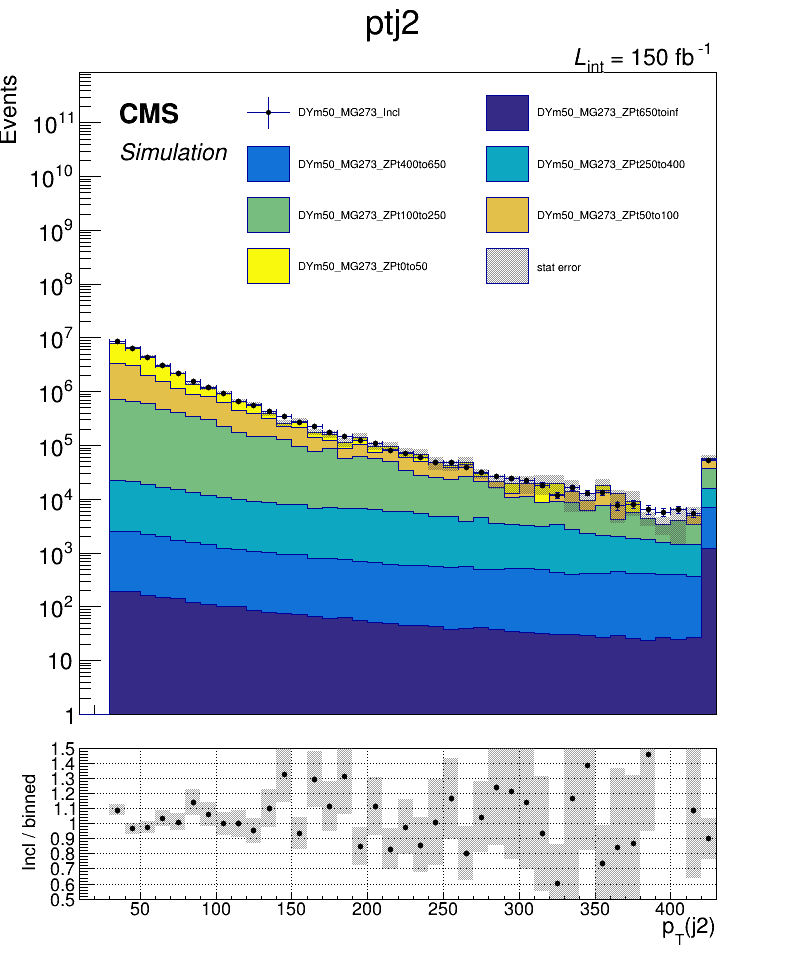 ptj2
L_int = 150 fb^-1
Events
CMS
Simulation
DYm50_MG273_Incl
DYm50_MG273_ZPt650toinf
DYm50_MG273_ZPt400to650
DYm50_MG273_ZPt250to400
DYm50_MG273_ZPt100to250
DYm50_MG273_ZPt50to100
DYm50_MG273_ZPt0to50
stat error
10^11
10^10
10^9
10^8
10^7
10^6
10^5
10^4
10^3
10^2
10
1
Incl / binned
1.5
1.4
1.3
1.2
1.1
1
0.9
0.8
0.7
0.6
0.5
50 100 150 200 250 300 350 400
p_T(j2)